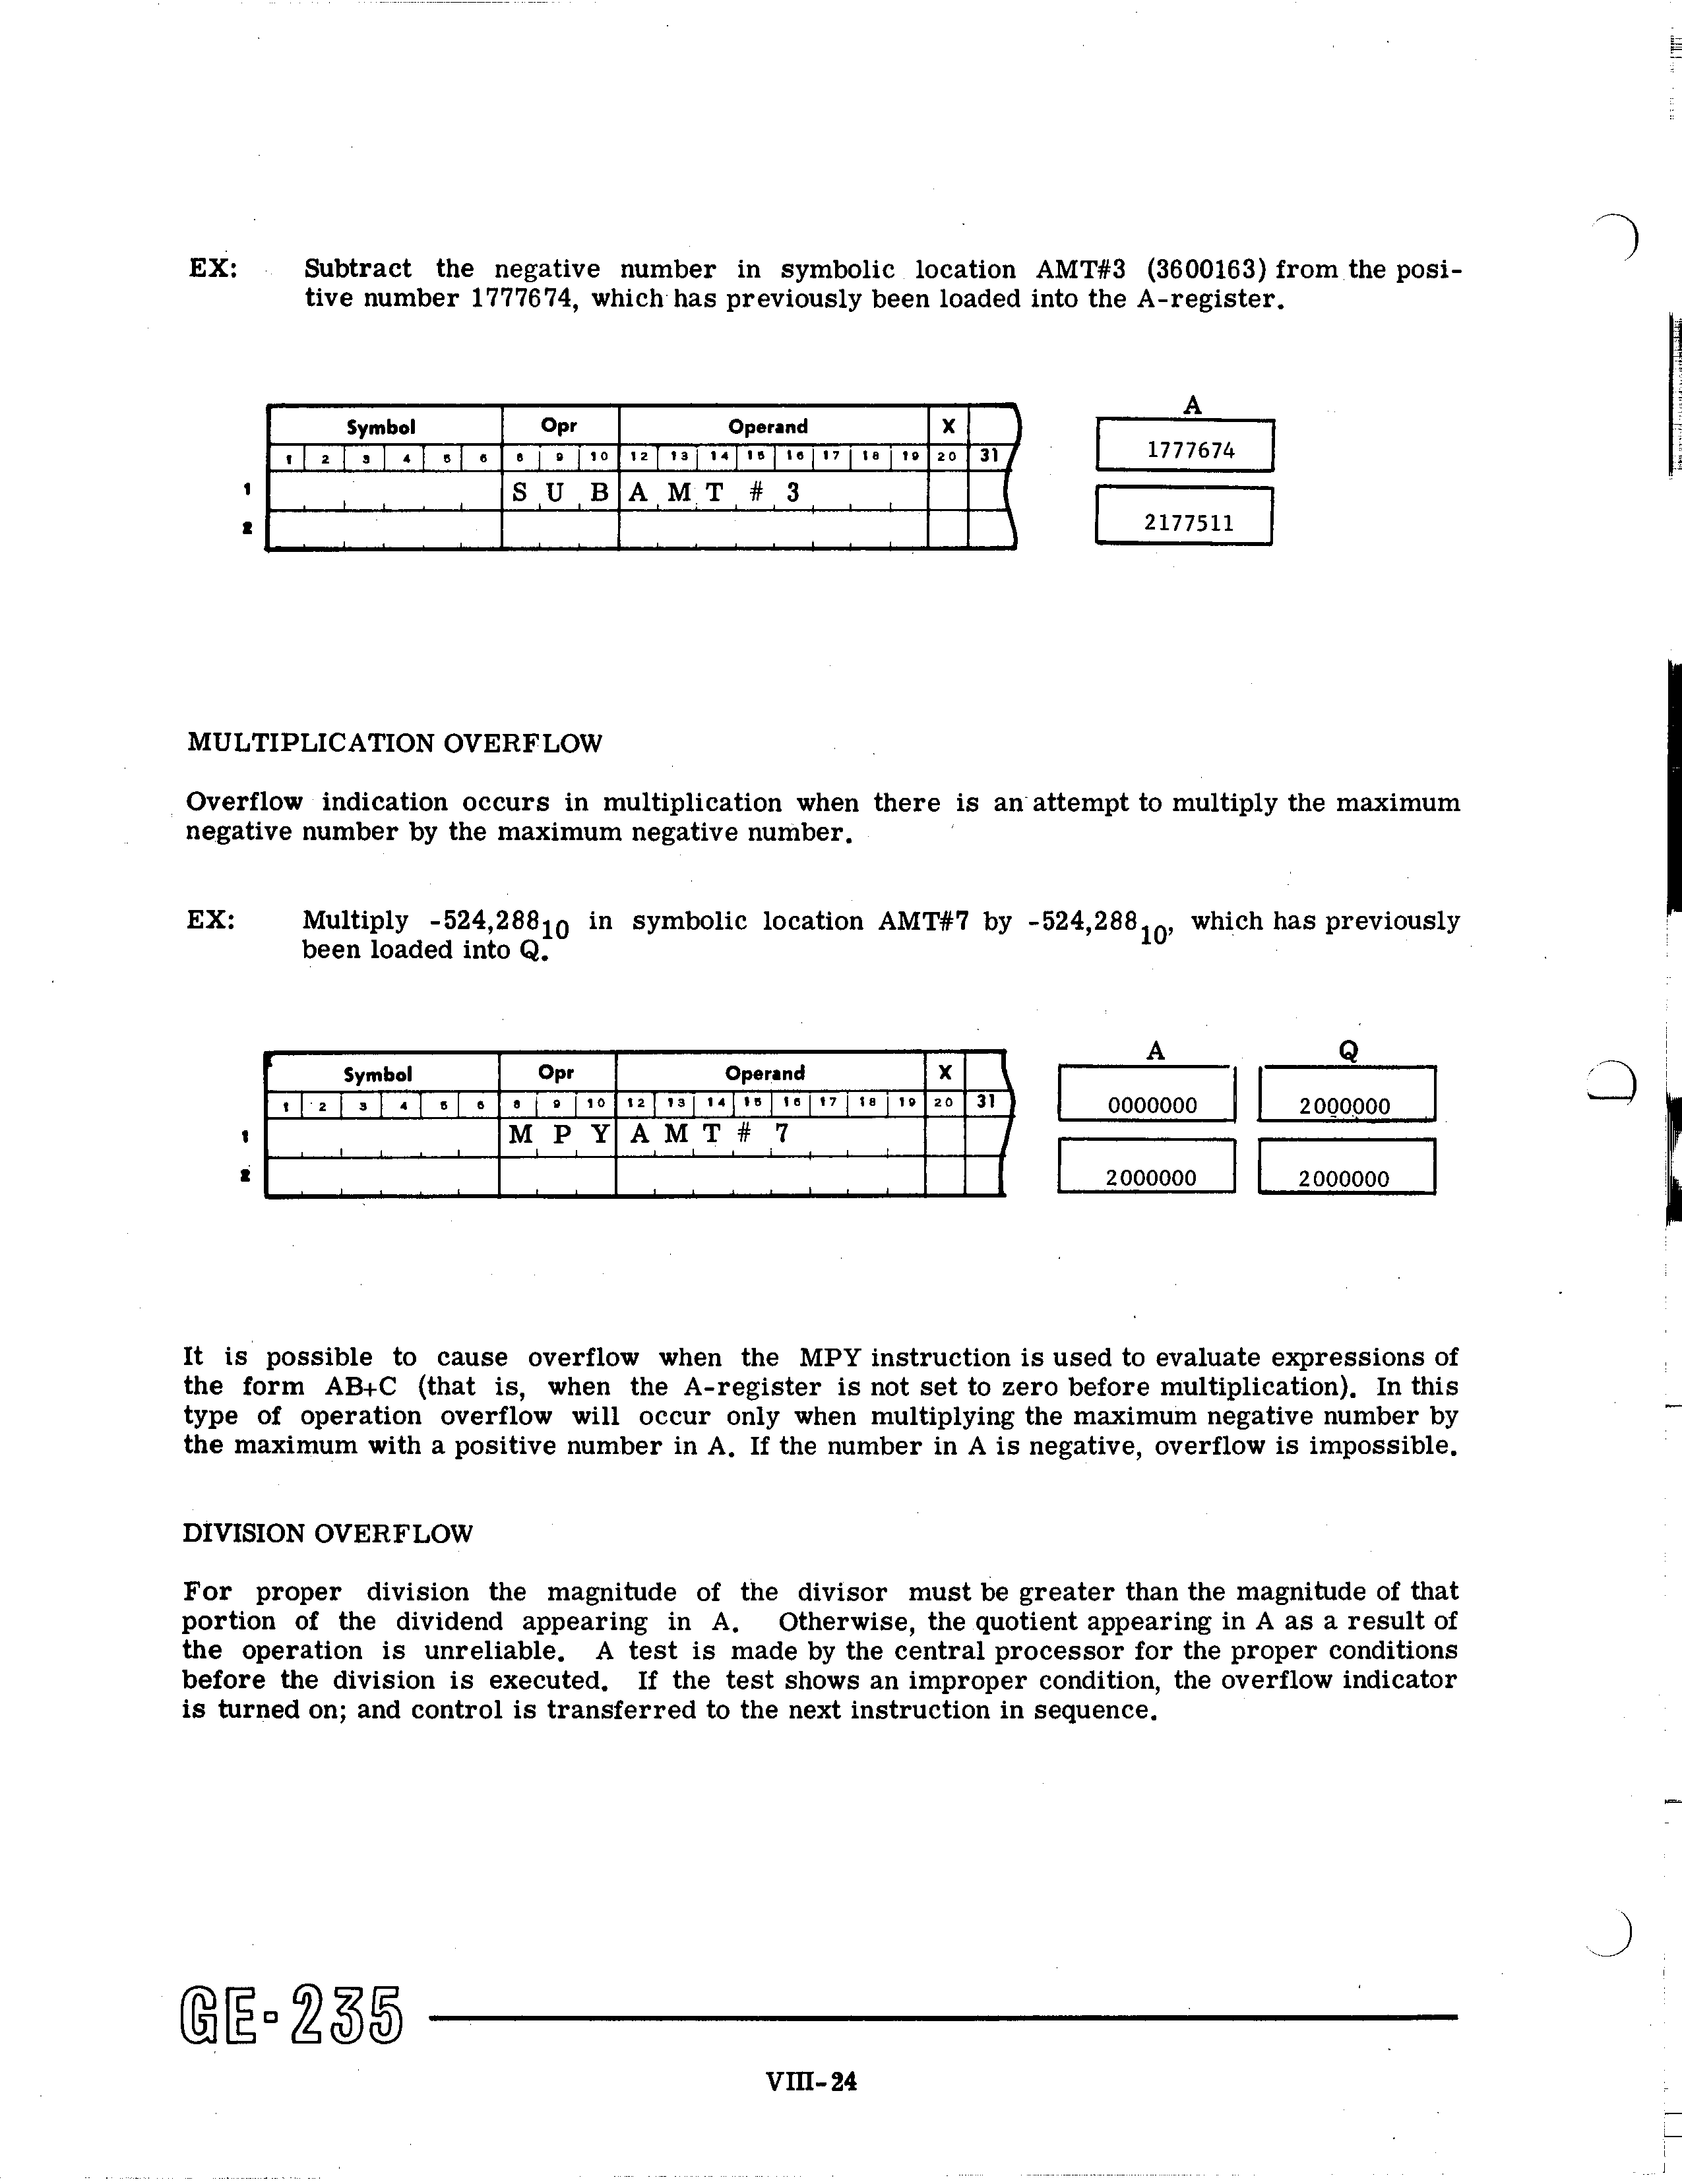 EX: Subtract the negative number in symbolic location AMT#3 (3600163) from the posi-
tive number 1777674, which has previously been loaded into the A-register.
A
Symbol Opr Operand X
1777674
1 2 3 4 5 6 8 9 10 12 13 14 15 16 17 18 19 20 31
1 S U B A M T # 3
2177511
2
MULTIPLICATION OVERFLOW
Overflow indication occurs in multiplication when there is an attempt to multiply the maximum
negative number by the maximum negative number.
EX: Multiply -524,288₁₀ in symbolic location AMT#7 by -524,288₁₀, which has previously
been loaded into Q.
A Q
Symbol Opr Operand X
1 2 3 4 5 6 8 9 10 12 13 14 15 16 17 18 19 20 31
0000000 2000000
1 M P Y A M T # 7
2
2000000 2000000
It is possible to cause overflow when the MPY instruction is used to evaluate expressions of
the form AB+C (that is, when the A-register is not set to zero before multiplication). In this
type of operation overflow will occur only when multiplying the maximum negative number by
the maximum with a positive number in A. If the number in A is negative, overflow is impossible.
DIVISION OVERFLOW
For proper division the magnitude of the divisor must be greater than the magnitude of that
portion of the dividend appearing in A. Otherwise, the quotient appearing in A as a result of
the operation is unreliable. A test is made by the central processor for the proper conditions
before the division is executed. If the test shows an improper condition, the overflow indicator
is turned on; and control is transferred to the next instruction in sequence.
GE-235
VIII-24